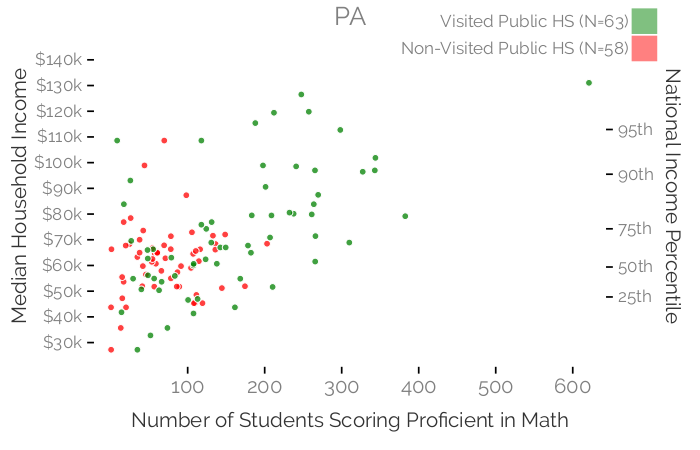 PA
Visited Public HS (N=63)
Non-Visited Public HS (N=58)
Median Household Income
$140k
$130k
$120k
$110k
$100k
$90k
$80k
$70k
$60k
$50k
$40k
$30k
National Income Percentile
95th
90th
75th
50th
25th
100 200 300 400 500 600
Number of Students Scoring Proficient in Math